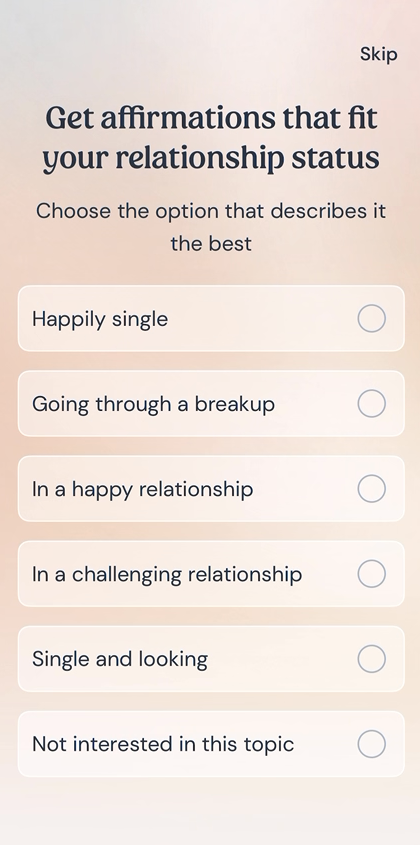 Skip
Get affirmations that fit
your relationship status
Choose the option that describes it
the best
Happily single
Going through a breakup
In a happy relationship
In a challenging relationship
Single and looking
Not interested in this topic